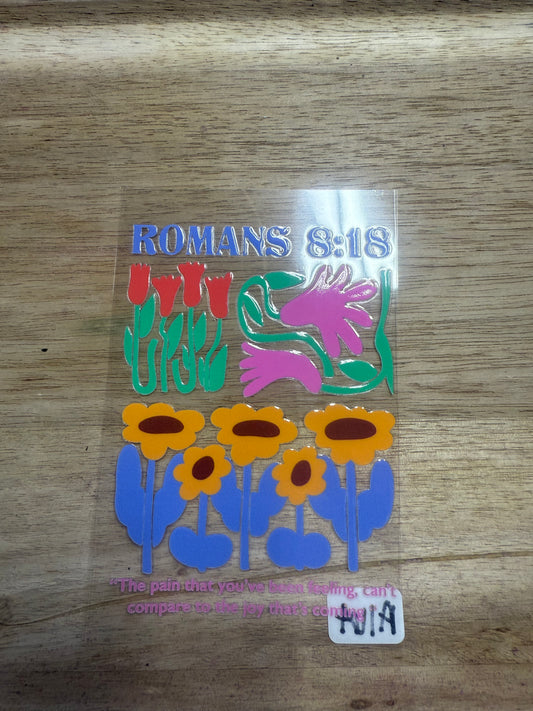 ROMANS 8:18
"The pain that you've been feeling, can't
compare to the joy that's coming"